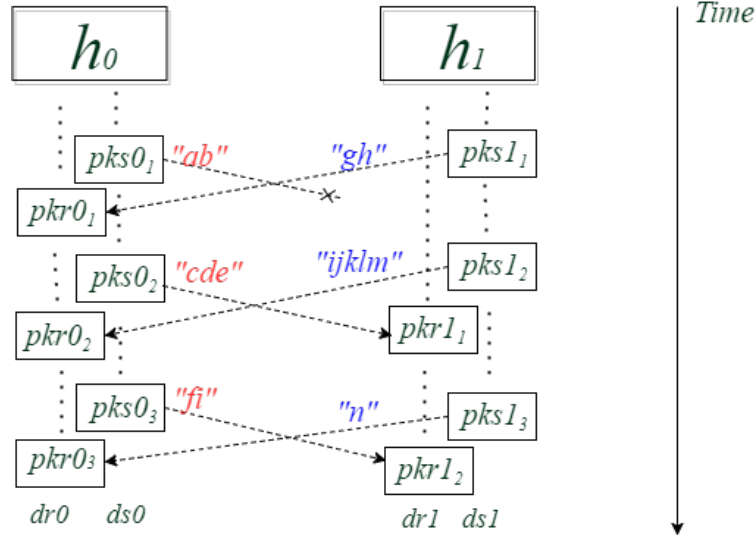 h₀ h₁ Time
pks0₁ "ab" "gh" pks1₁
pkr0₁
pks0₂ "cde" "ijklm" pks1₂
pkr0₂ pkr1₁
pks0₃ "fi" "n" pks1₃
pkr0₃ pkr1₂
dr0 ds0 dr1 ds1